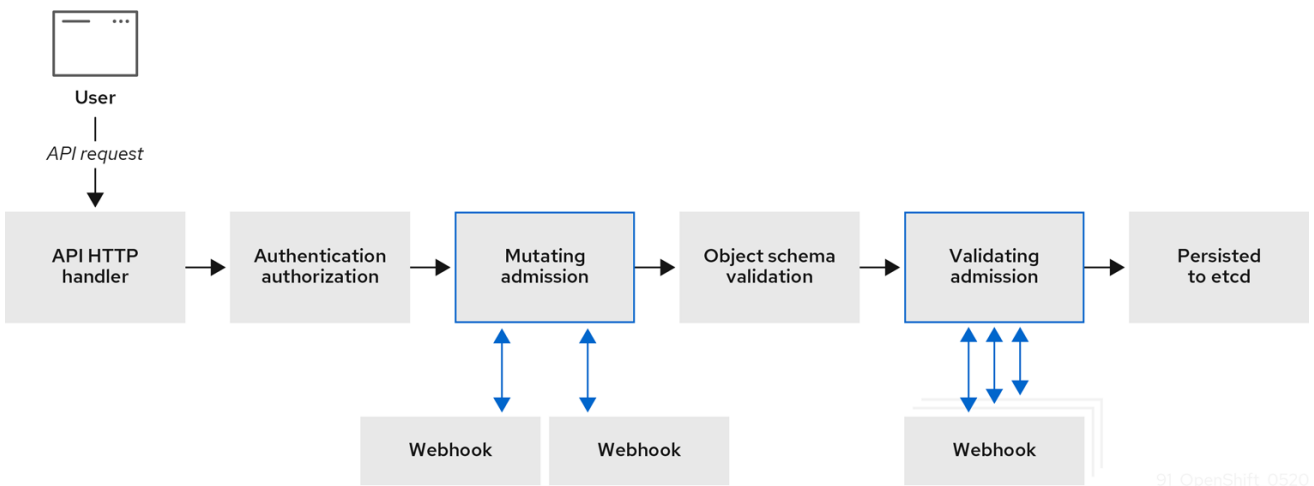 User
API request
API HTTP
handler
Authentication
authorization
Mutating
admission
Object schema
validation
Validating
admission
Persisted
to etcd
Webhook
Webhook
Webhook
91_OpenShift_0520